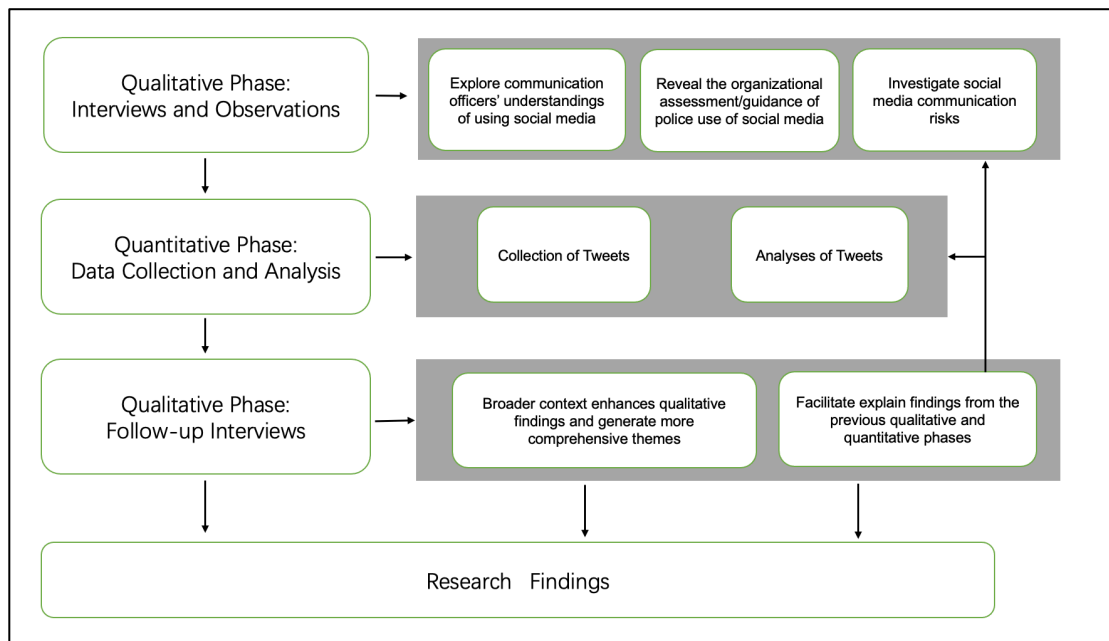 Qualitative Phase:
Interviews and Observations
Explore communication
officers' understandings
of using social media
Reveal the organizational
assessment/guidance of
police use of social media
Investigate social
media communication
risks
Quantitative Phase:
Data Collection and Analysis
Collection of Tweets
Analyses of Tweets
Qualitative Phase:
Follow-up Interviews
Broader context enhances qualitative
findings and generate more
comprehensive themes
Facilitate explain findings from the
previous qualitative and
quantitative phases
Research Findings